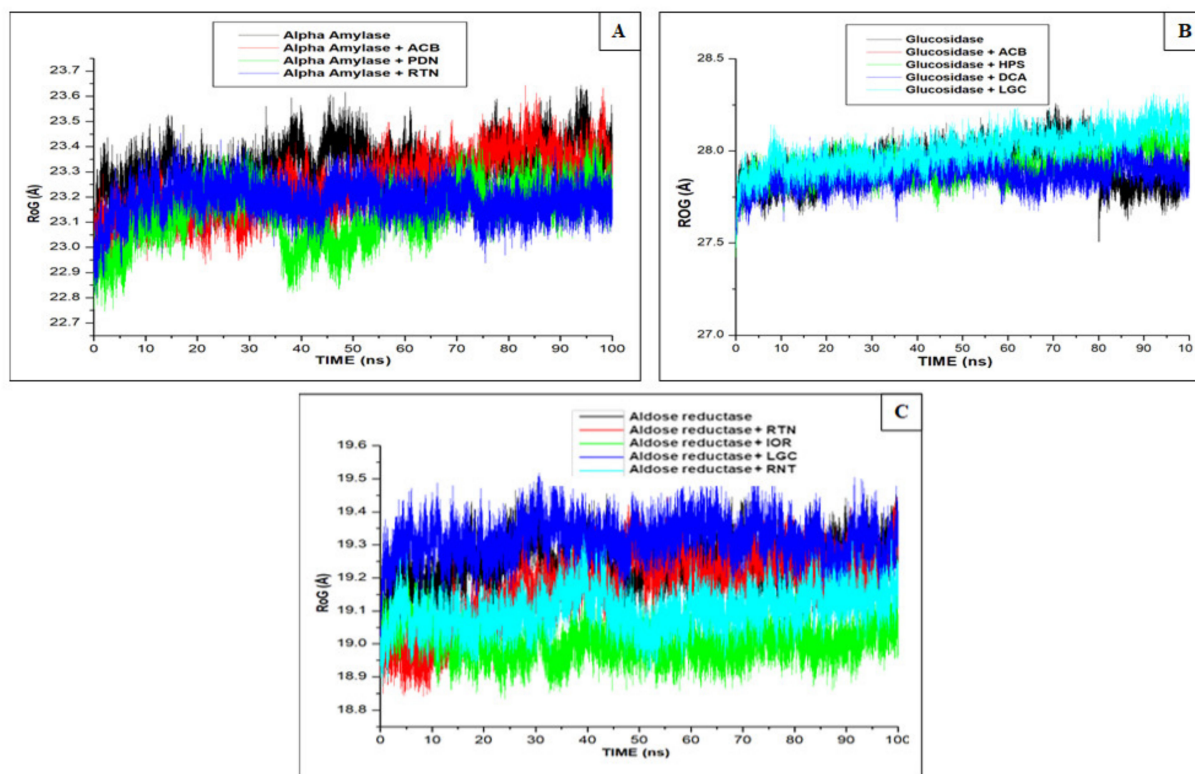 A
Alpha Amylase
Alpha Amylase + ACB
Alpha Amylase + PDN
Alpha Amylase + RTN
23.7
23.6
23.5
23.4
23.3
23.2
23.1
23.0
22.9
22.8
22.7
RoG (Å)
0 10 20 30 40 50 60 70 80 90 100
TIME (ns)
B
Glucosidase
Glucosidase + ACB
Glucosidase + HPS
Glucosidase + DCA
Glucosidase + LGC
28.5
28.0
27.5
27.0
ROG (Å)
0 10 20 30 40 50 60 70 80 90 10
TIME (ns)
C
Aldose reductase
Aldose reductase + RTN
Aldose reductase + IOR
Aldose reductase + LGC
Aldose reductase + RNT
19.6
19.5
19.4
19.3
19.2
19.1
19.0
18.9
18.8
RoG (Å)
0 10 20 30 40 50 60 70 80 90 100
TIME (ns)